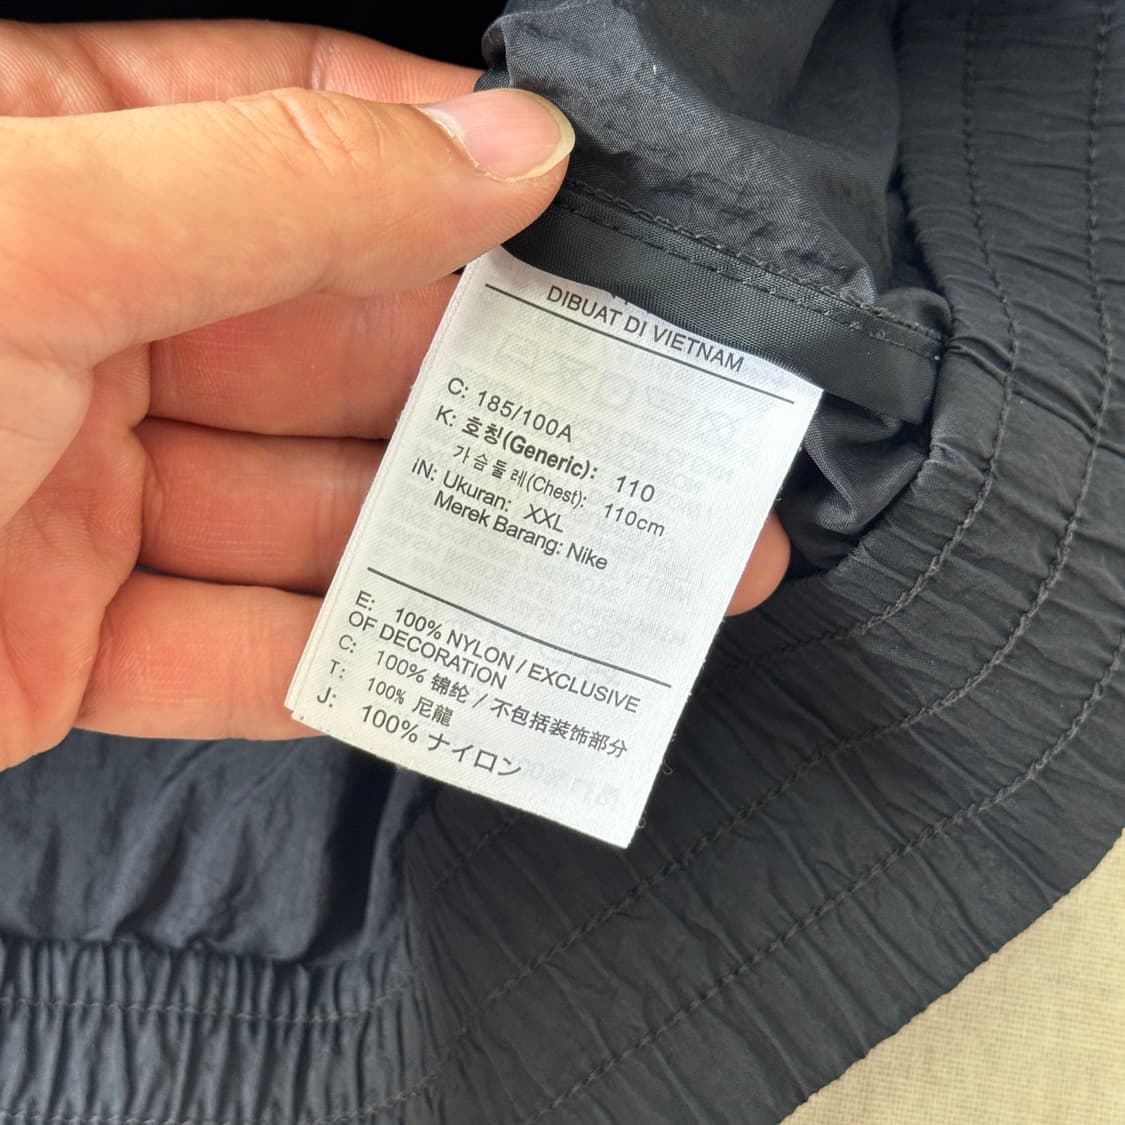 DIBUAT DI VIETNAM
C: 185/100A
K: 호칭(Generic): 110
가슴둘레(Chest): 110cm
iN: Ukuran: XXL
Merek Barang: Nike
E: 100% NYLON / EXCLUSIVE
OF DECORATION
C: 100% 锦纶 / 不包括装饰部分
T: 100% 尼龍
J: 100% ナイロン